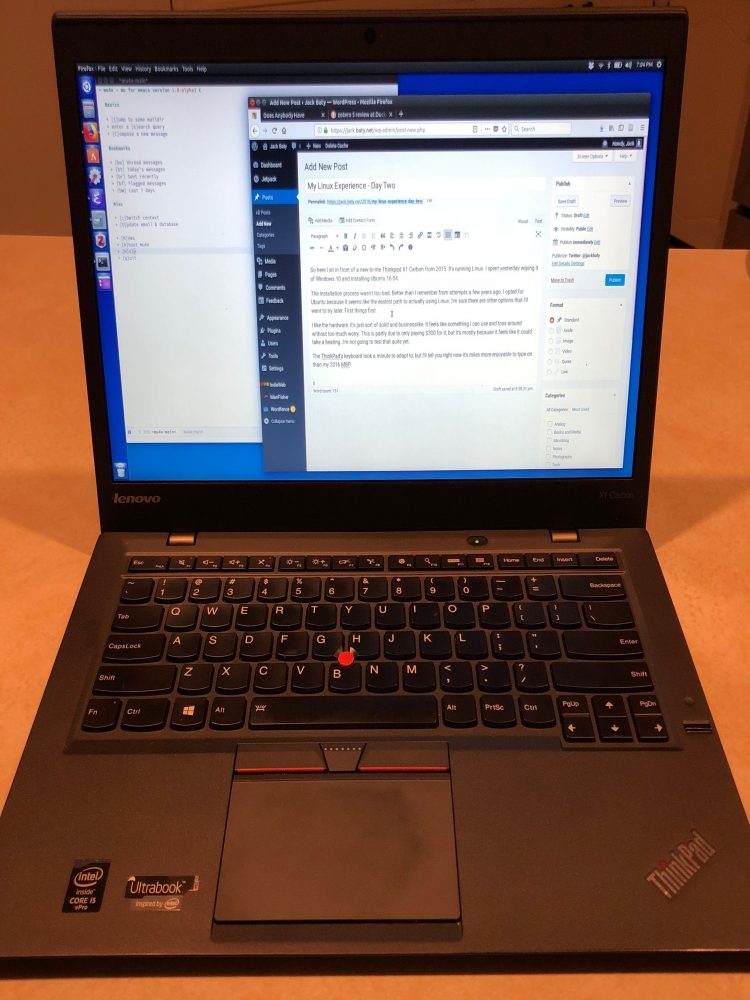 Firefox File Edit View History Bookmarks Tools Help
7:04 PM
*mu4e-main*
* mu4e - mu for emacs version
Basics
* [j]ump to some maildir
* enter a [s]earch query
* [C]ompose a new message
Bookmarks
* [bu] Unread messages
* [bt] Today's messages
* [bf] Flagged messages
* [bw] Last 7 days
* [;]Switch context
* [U]pdate email & database
* [q]uit
Add New Post ‹ Jack Baty — WordPress - Mozilla Firefox
Does Anybody Have
https://jack.baty.net/wp-admin/post-new.php
Search
Jack Baty
New
Delete Cache
Howdy, Jack
Dashboard
Jetpack
Posts
All Posts
Add New
Categories
Tags
Media
Pages
Comments
Feedback
Appearance
Plugins
Users
Tools
Settings
IndieWeb
Wordfence
Collapse menu
Screen Options
Help
Add New Post
My Linux Experience - Day Two
Permalink: https://jack.baty.net/2018/my-linux-experience-day-two/
Add Media
Add Contact Form
Visual
Text
Paragraph
So here I sit in front of a new-to-me Thinkpad X1 Carbon from 2015. It's running Linux. I spent yesterday wiping it
of Windows 10 and installing Ubuntu 16.04.
The installation process wasn't too bad. Better than I remember from attempts a few years ago. I opted for
Ubuntu because it seems like the easiest path to actually using Linux. I'm sure there are other options that I'll
want to try later. First things first.
I like the hardware. It's just sort of solid and businesslike. It feels like something I can use and toss around
without too much worry. This is partly due to only paying $300 for it, but it's mostly because it feels like it could
take a beating. I'm not going to test that quite yet.
The ThinkPad's keyboard took a minute to adapt to, but I'll tell you right now it's miles more enjoyable to type on
than my 2016 MBP.
Word count: 151
Publish
Save Draft
Preview
Status: Draft Edit
Visibility: Public Edit
Publish immediately Edit
Publicize: Twitter: @jackbaty
Edit Details Settings
Move to Trash
Publish
Format
Standard
Aside
Image
Video
Quote
Link
Categories
All Categories Most Used
Analog
Books and Media
Microblog
Notes
Photography
Tech
lenovo
X1 Carbon
Esc
Home End Insert Delete
~ ` ! 1 @ 2 # 3 $ 4 % 5 ^ 6 & 7 * 8 ( 9 ) 0 _ - + = Backspace
Tab Q W E R T Y U I O P { [ } ] | \
CapsLock A S D F G H J K L : ; " ' Enter
Shift Z X C V B N M < , > . ? / Shift
Fn Ctrl Alt Alt PrtSc Ctrl PgUp PgDn
ThinkPad
intel
inside
CORE i5
vPro
Ultrabook™
Inspired by intel